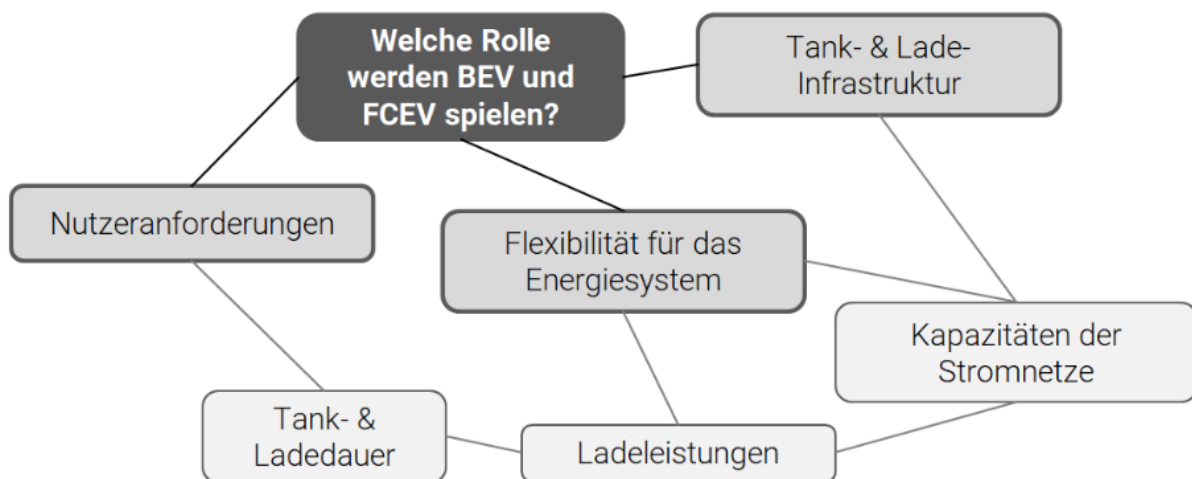 Welche Rolle
werden BEV und
FCEV spielen?
Tank- & Lade-
Infrastruktur
Nutzeranforderungen
Flexibilität für das
Energiesystem
Kapazitäten der
Stromnetze
Tank- &
Ladedauer
Ladeleistungen